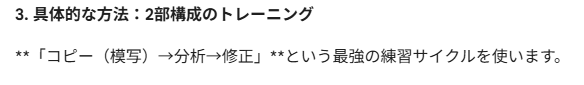 3. 具体的な方法：2部構成のトレーニング
**「コピー（模写）→分析→修正」**という最強の練習サイクルを使います。